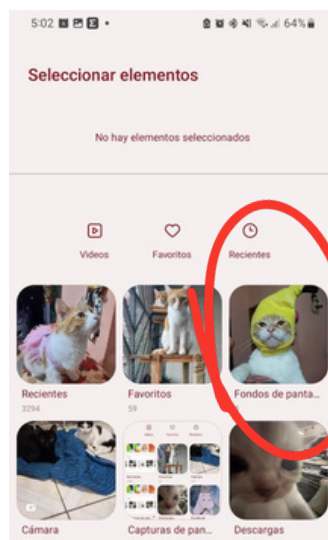 5:02
64%
Seleccionar elementos
No hay elementos seleccionados
Videos Favoritos Recientes
Recientes Favoritos Fondos de panta...
3294 59
Cámara Capturas de pan... Descargas